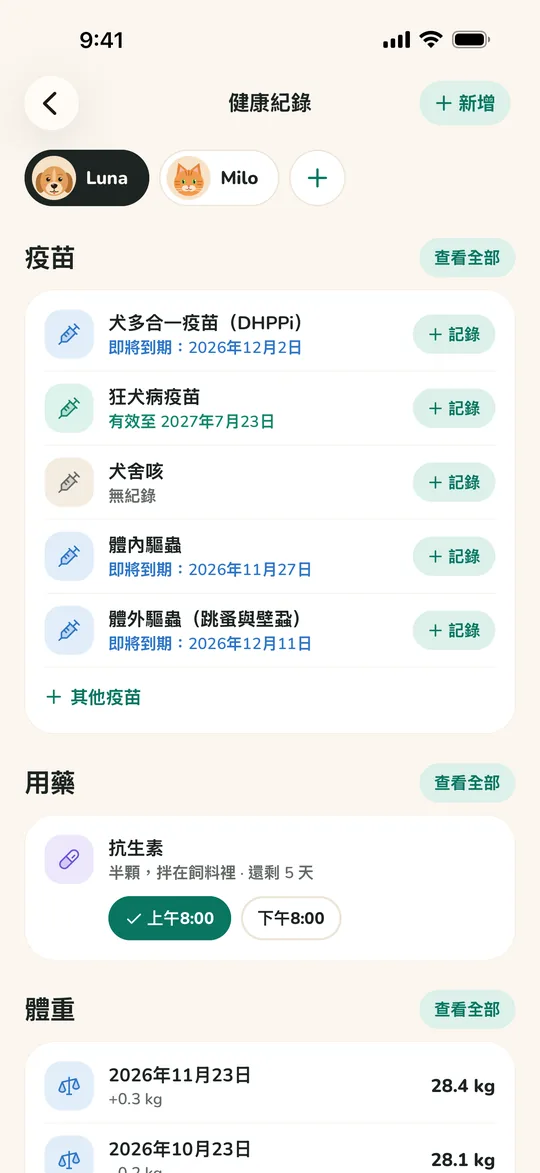 9:41
健康紀錄
+ 新增
Luna
Milo
疫苗
查看全部
犬多合一疫苗（DHPPi）
即將到期：2026年12月2日
+ 記錄
狂犬病疫苗
有效至 2027年7月23日
+ 記錄
犬舍咳
無紀錄
+ 記錄
體內驅蟲
即將到期：2026年11月27日
+ 記錄
體外驅蟲（跳蚤與壁蝨）
即將到期：2026年12月11日
+ 記錄
+ 其他疫苗
用藥
查看全部
抗生素
半顆，拌在飼料裡 · 還剩 5 天
上午8:00
下午8:00
體重
查看全部
2026年11月23日
+0.3 kg
28.4 kg
2026年10月23日
28.1 kg